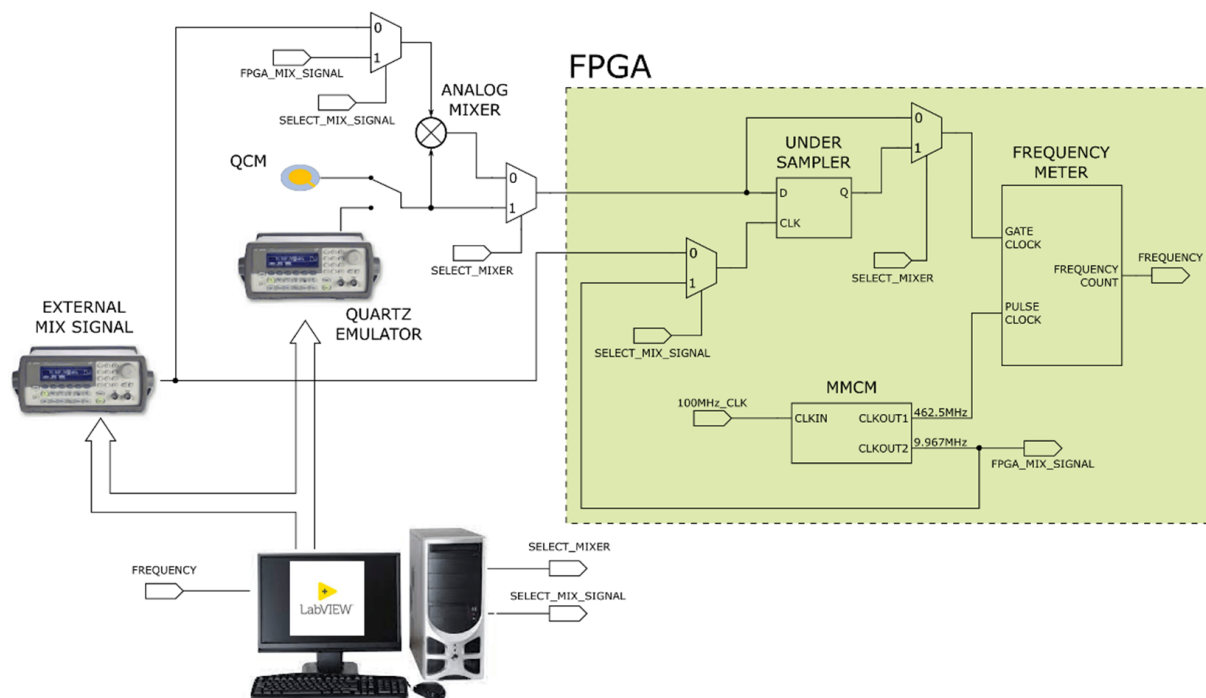 0
1
FPGA_MIX_SIGNAL
SELECT_MIX_SIGNAL
ANALOG
MIXER
QCM
0
1
SELECT_MIXER
QUARTZ
EMULATOR
EXTERNAL
MIX SIGNAL
FPGA
UNDER
SAMPLER
D
Q
CLK
0
1
SELECT_MIXER
0
1
SELECT_MIX_SIGNAL
FREQUENCY
METER
GATE
CLOCK
FREQUENCY
COUNT
PULSE
CLOCK
FREQUENCY
MMCM
100MHz_CLK
CLKIN
CLKOUT1
462.5MHz
CLKOUT2
9.967MHz
FPGA_MIX_SIGNAL
FREQUENCY
LabVIEW
SELECT_MIXER
SELECT_MIX_SIGNAL